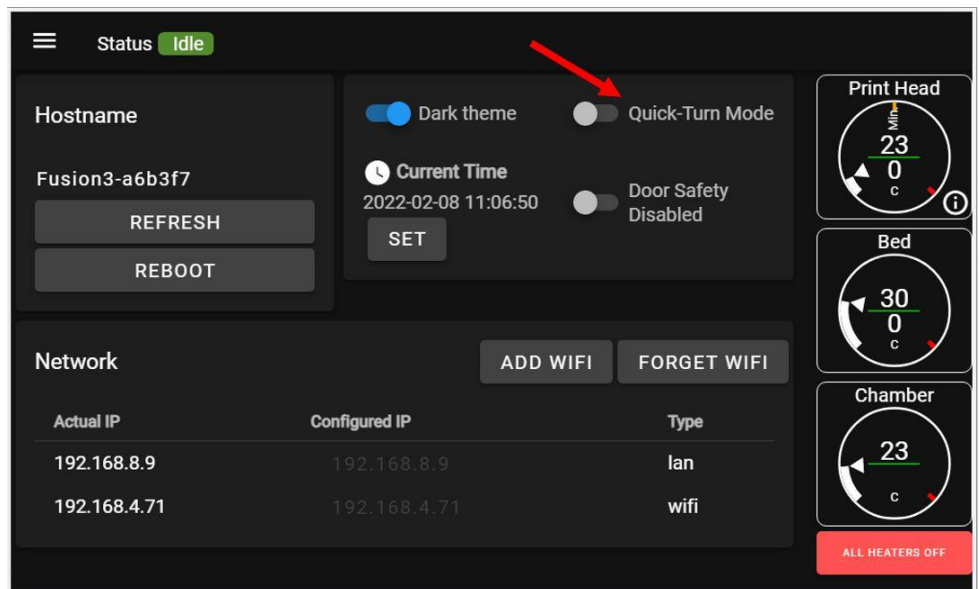 Status Idle
Hostname
Fusion3-a6b3f7
REFRESH
REBOOT
Dark theme
Quick-Turn Mode
Current Time
2022-02-08 11:06:50
SET
Door Safety
Disabled
Network
ADD WIFI
FORGET WIFI
Actual IP Configured IP Type
192.168.8.9 192.168.8.9 lan
192.168.4.71 192.168.4.71 wifi
Print Head
Min
23
0
c
Bed
30
0
c
Chamber
23
c
ALL HEATERS OFF